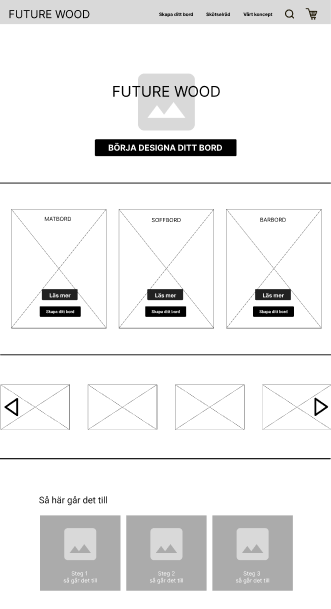 FUTURE WOOD
Skapa ditt bord Skötselråd Vårt koncept
FUTURE WOOD
BÖRJA DESIGNA DITT BORD
MATBORD
Läs mer
Skapa ditt bord
SOFFBORD
Läs mer
Skapa ditt bord
BARBORD
Läs mer
Skapa ditt bord
Så här går det till
Steg 1
så går det till
Steg 2
så går det till
Steg 3
så går det till